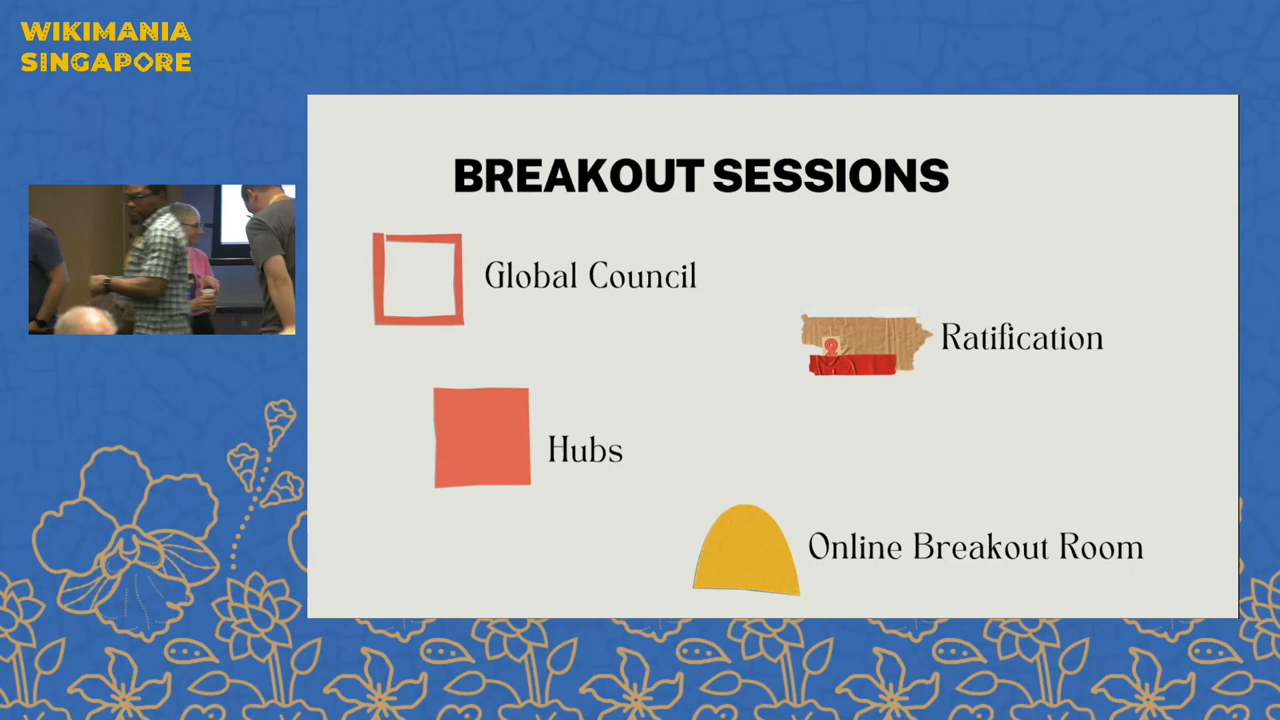 WIKIMANIA
SINGAPORE
BREAKOUT SESSIONS
Global Council
Ratification
Hubs
Online Breakout Room